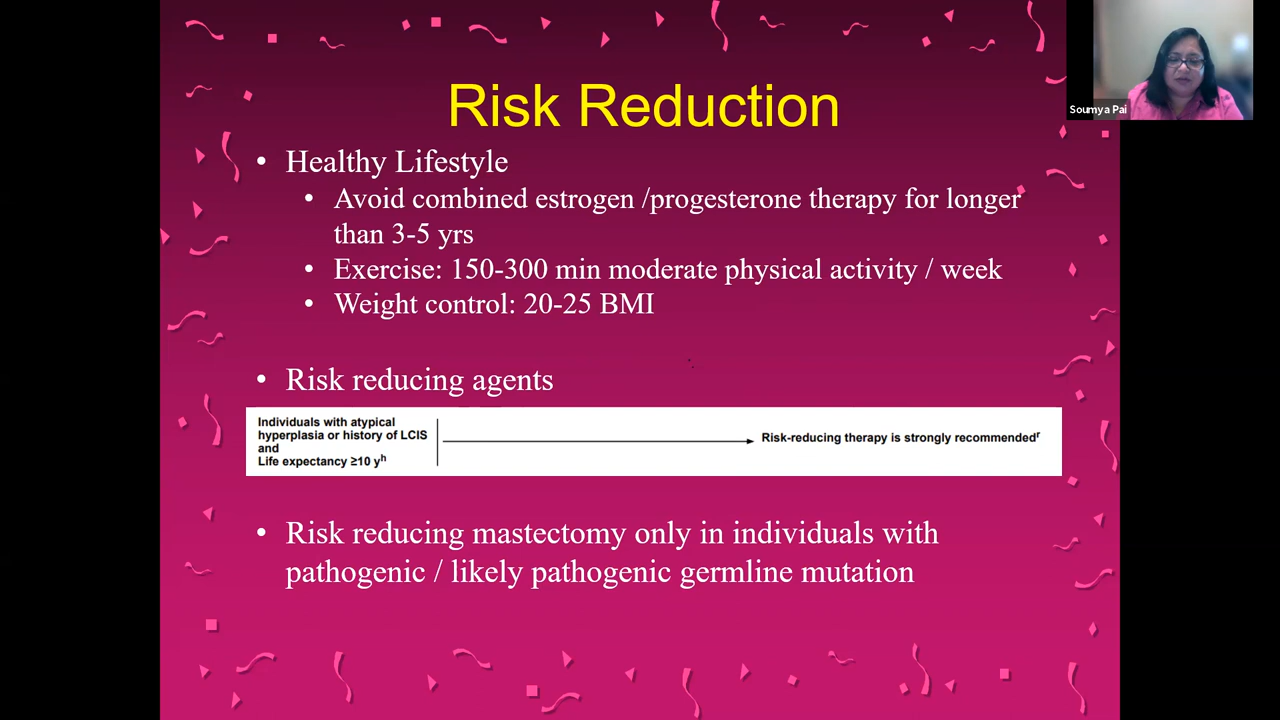 Risk Reduction
Soumya Pai
• Healthy Lifestyle
• Avoid combined estrogen /progesterone therapy for longer
than 3-5 yrs
• Exercise: 150-300 min moderate physical activity / week
• Weight control: 20-25 BMI
• Risk reducing agents
Individuals with atypical
hyperplasia or history of LCIS
and
Life expectancy ≥10 yʰ
Risk-reducing therapy is strongly recommendedʳ
• Risk reducing mastectomy only in individuals with
pathogenic / likely pathogenic germline mutation